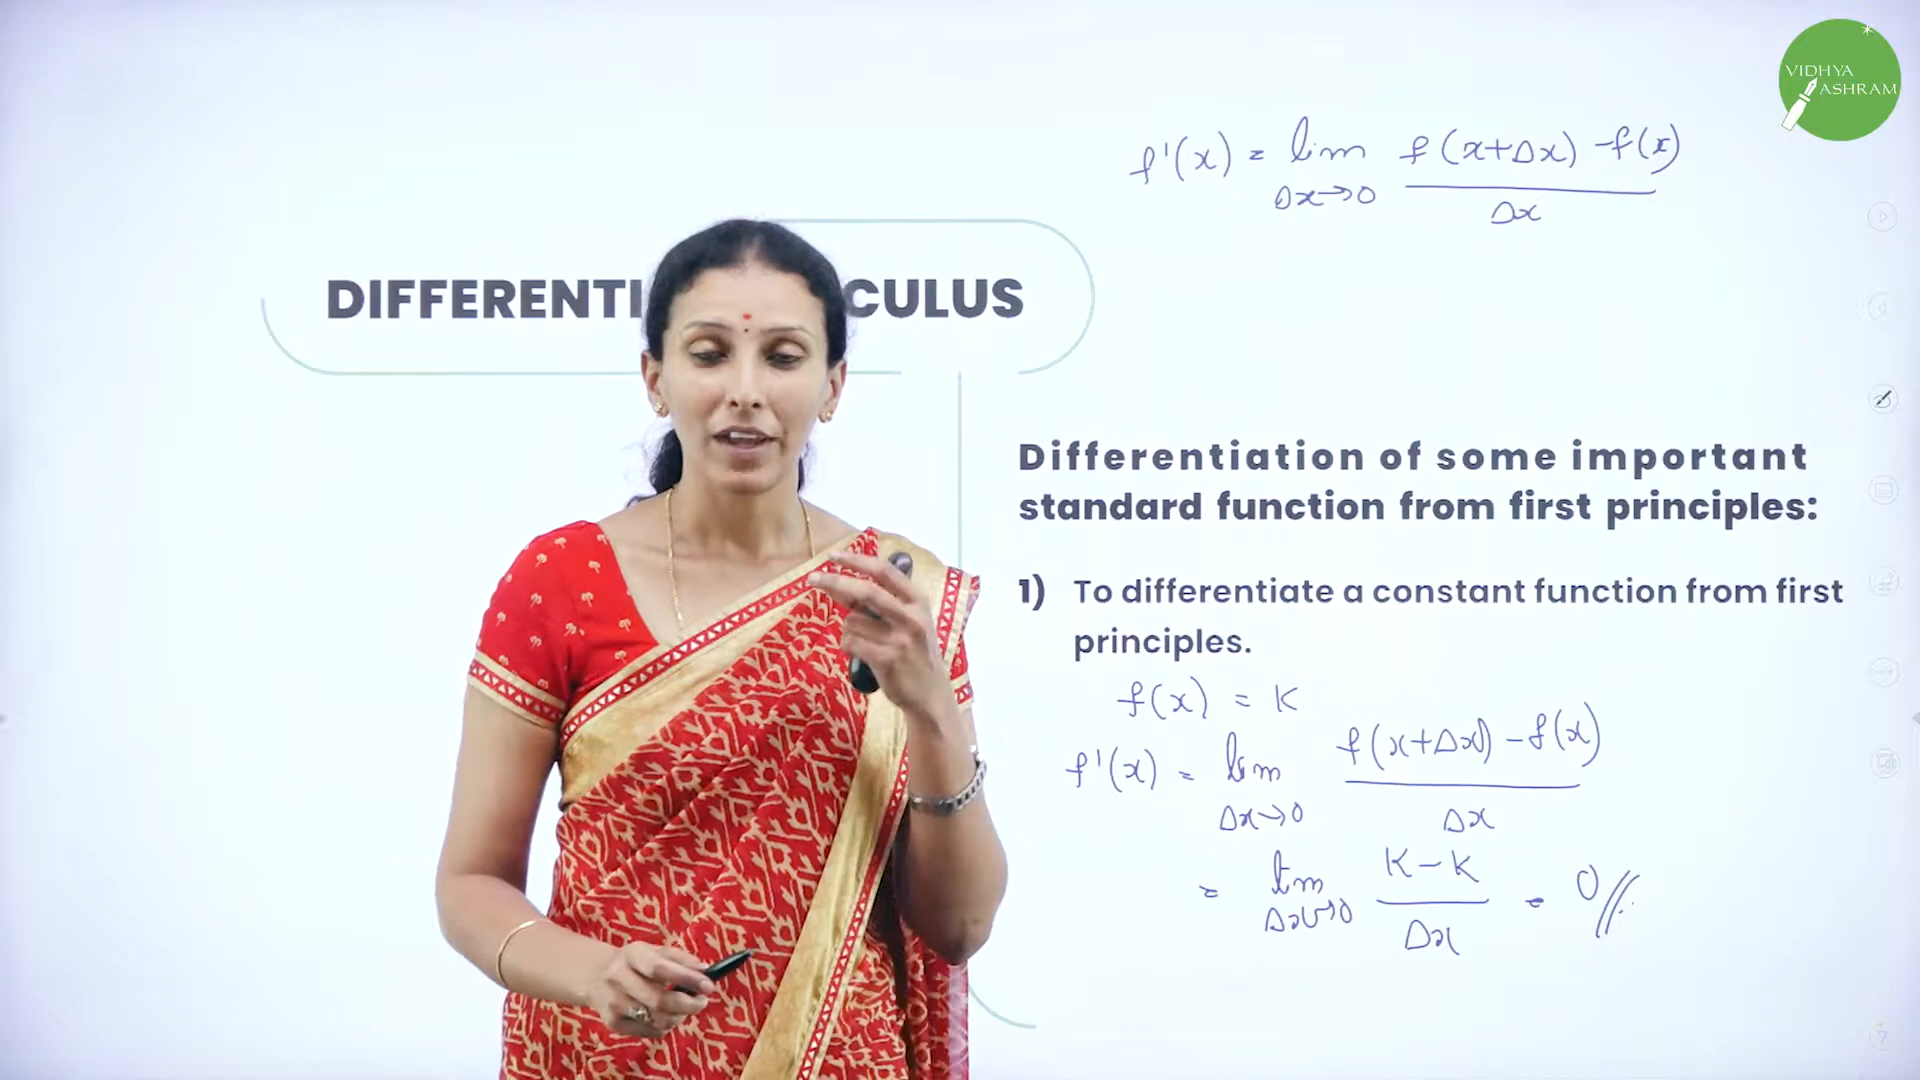 VIDHYA
ASHRAM
f'(x) = lim f(x+Δx) -f(x)
Δx→0 Δx
DIFFERENTI CULUS
Differentiation of some important
standard function from first principles:
1) To differentiate a constant function from first
principles.
f(x) = K
f'(x) = lim f(x+Δx) -f(x)
Δx→0 Δx
= lim K-K = 0//
Δx→0 Δx
7